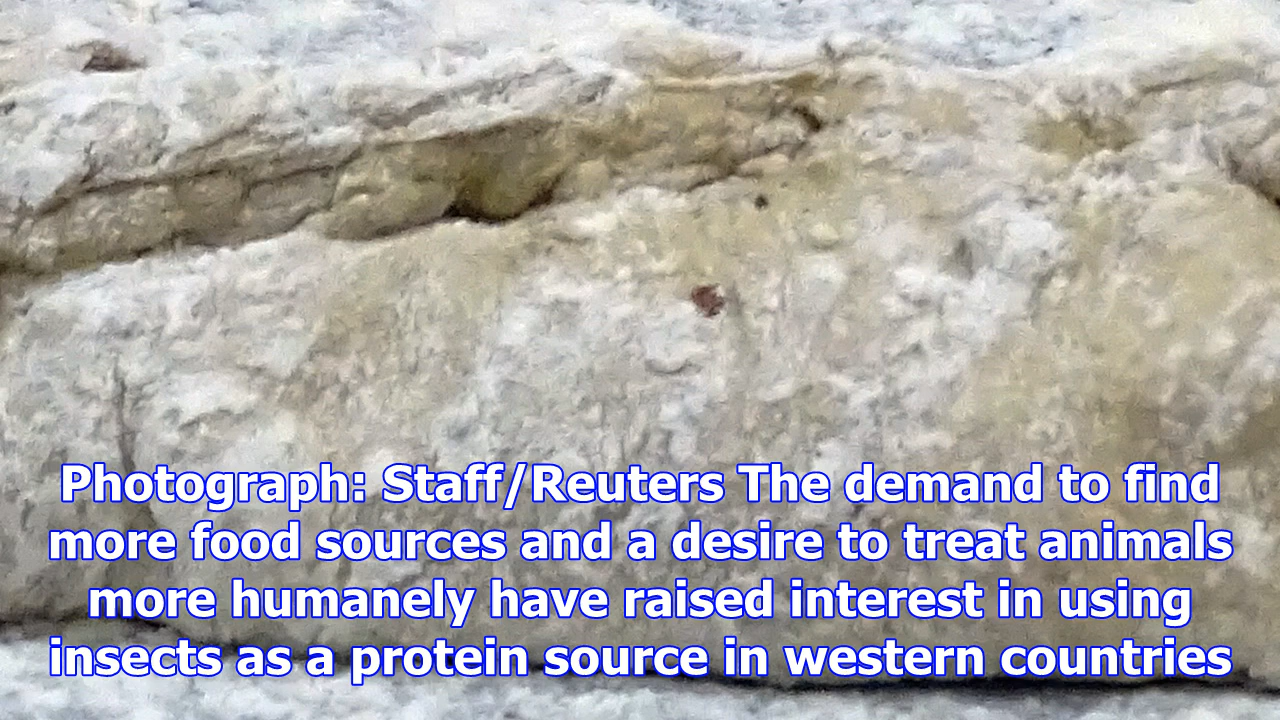 Photograph: Staff/Reuters The demand to find
more food sources and a desire to treat animals
more humanely have raised interest in using
insects as a protein source in western countries